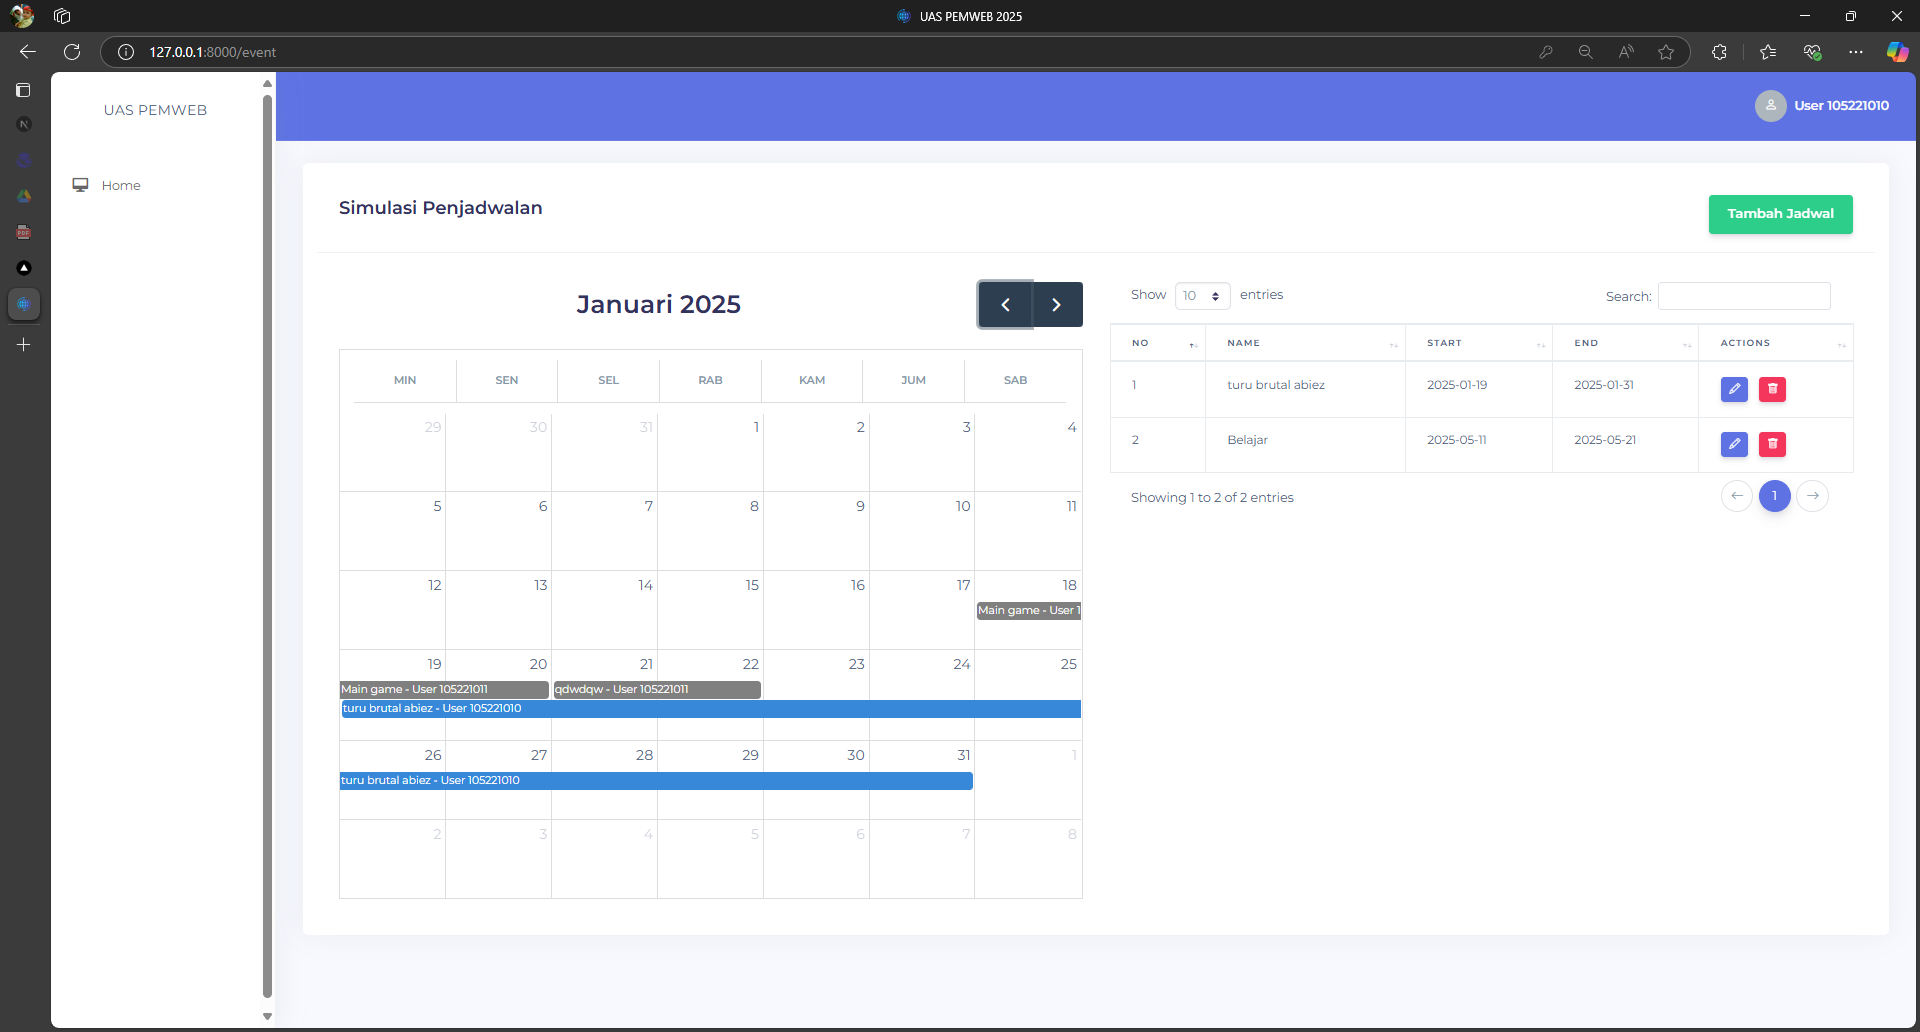 UAS PEMWEB 2025
127.0.0.1:8000/event
UAS PEMWEB
User 105221010
Home
Simulasi Penjadwalan
Tambah Jadwal
Januari 2025
MIN SEN SEL RAB KAM JUM SAB
29 30 31 1 2 3 4
5 6 7 8 9 10 11
12 13 14 15 16 17 18
Main game - User 1
19 20 21 22 23 24 25
Main game - User 105221011 qdwdqw - User 105221011
turu brutal abiez - User 105221010
26 27 28 29 30 31 1
turu brutal abiez - User 105221010
2 3 4 5 6 7 8
Show 10 entries Search:
NO NAME START END ACTIONS
1 turu brutal abiez 2025-01-19 2025-01-31
2 Belajar 2025-05-11 2025-05-21
Showing 1 to 2 of 2 entries
1